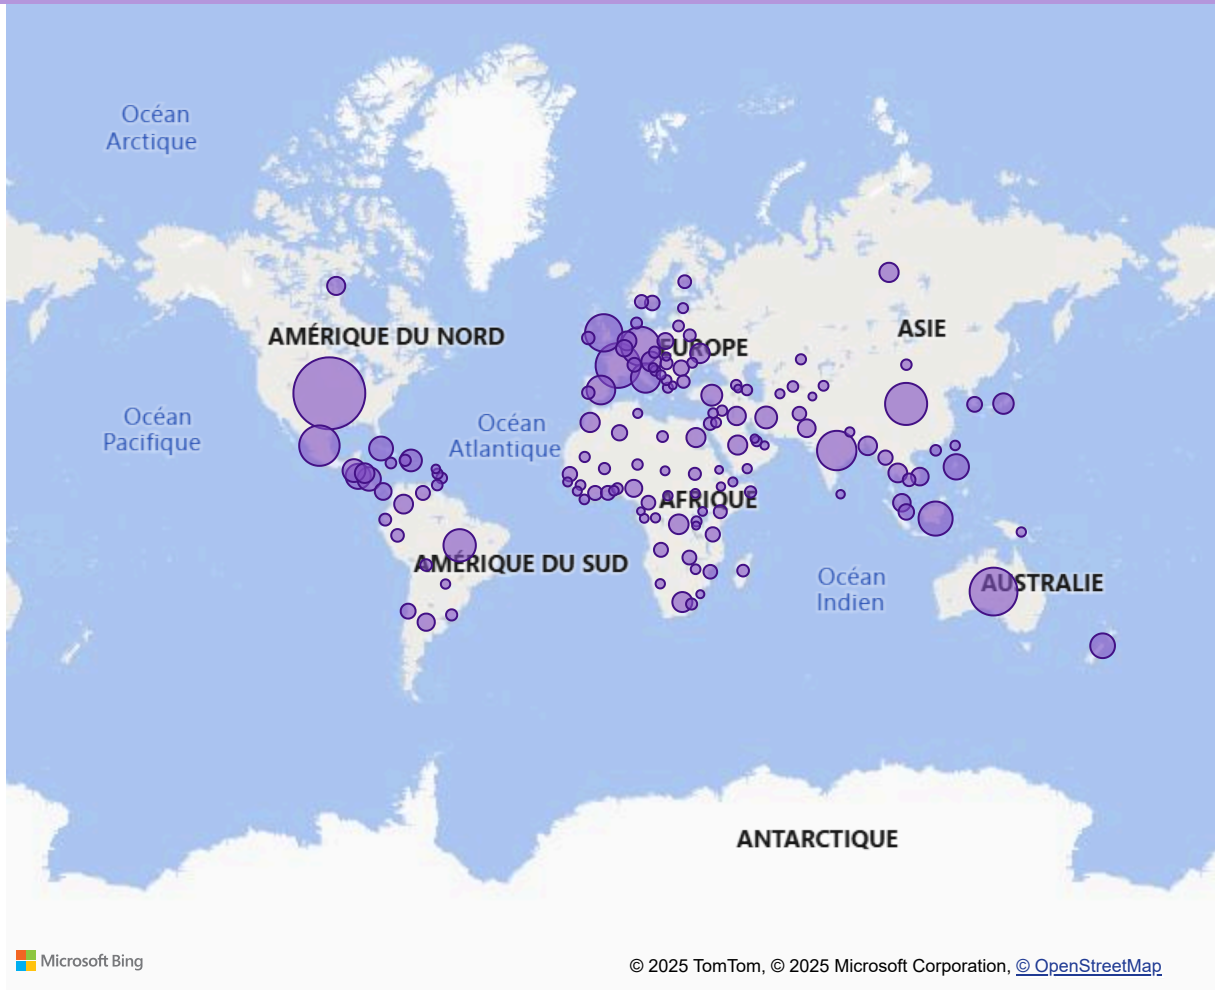 Océan
Arctique
AMÉRIQUE DU NORD
ASIE
EUROPE
Océan
Pacifique
Océan
Atlantique
AFRIQUE
AMÉRIQUE DU SUD
Océan
Indien
AUSTRALIE
ANTARCTIQUE
Microsoft Bing
© 2025 TomTom, © 2025 Microsoft Corporation, © OpenStreetMap